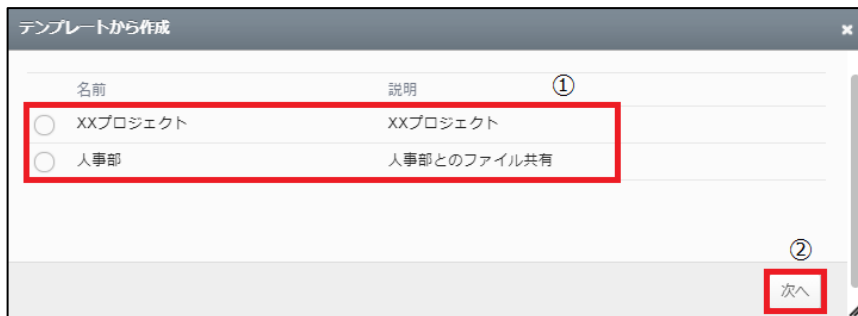 テンプレートから作成 ×
名前 説明 ①
XXプロジェクト XXプロジェクト
人事部 人事部とのファイル共有
②
次へ